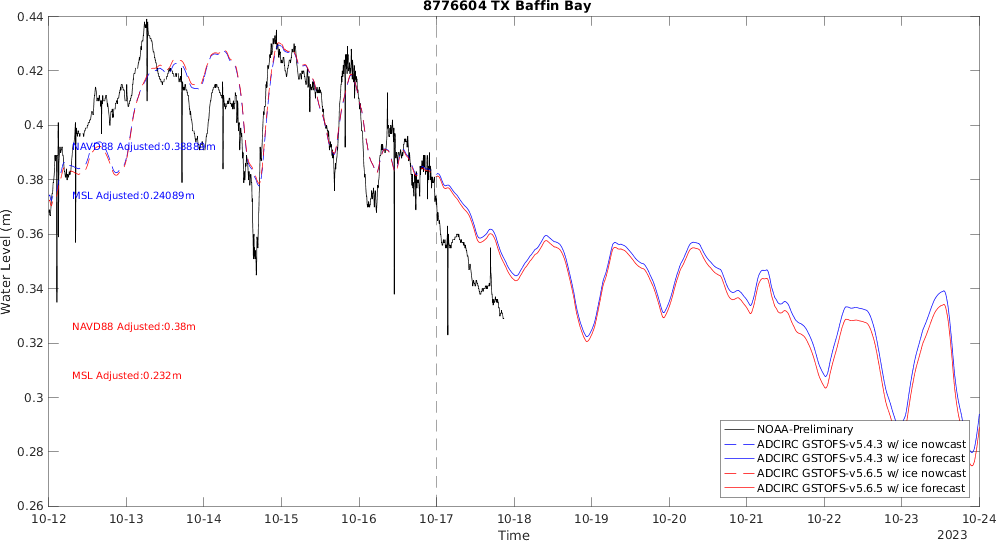 8776604 TX Baffin Bay
0.44
0.42
0.4
0.38
0.36
0.34
0.32
0.3
0.28
0.26
Water Level (m)
MSL Adjusted:0.24089m
NAVD88 Adjusted:0.38m
MSL Adjusted:0.232m
NOAA-Preliminary
ADCIRC GSTOFS-v5.4.3 w/ ice nowcast
ADCIRC GSTOFS-v5.4.3 w/ ice forecast
ADCIRC GSTOFS-v5.6.5 w/ ice nowcast
ADCIRC GSTOFS-v5.6.5 w/ ice forecast
10-12 10-13 10-14 10-15 10-16 10-17 10-18 10-19 10-20 10-21 10-22 10-23 10-24
Time
2023